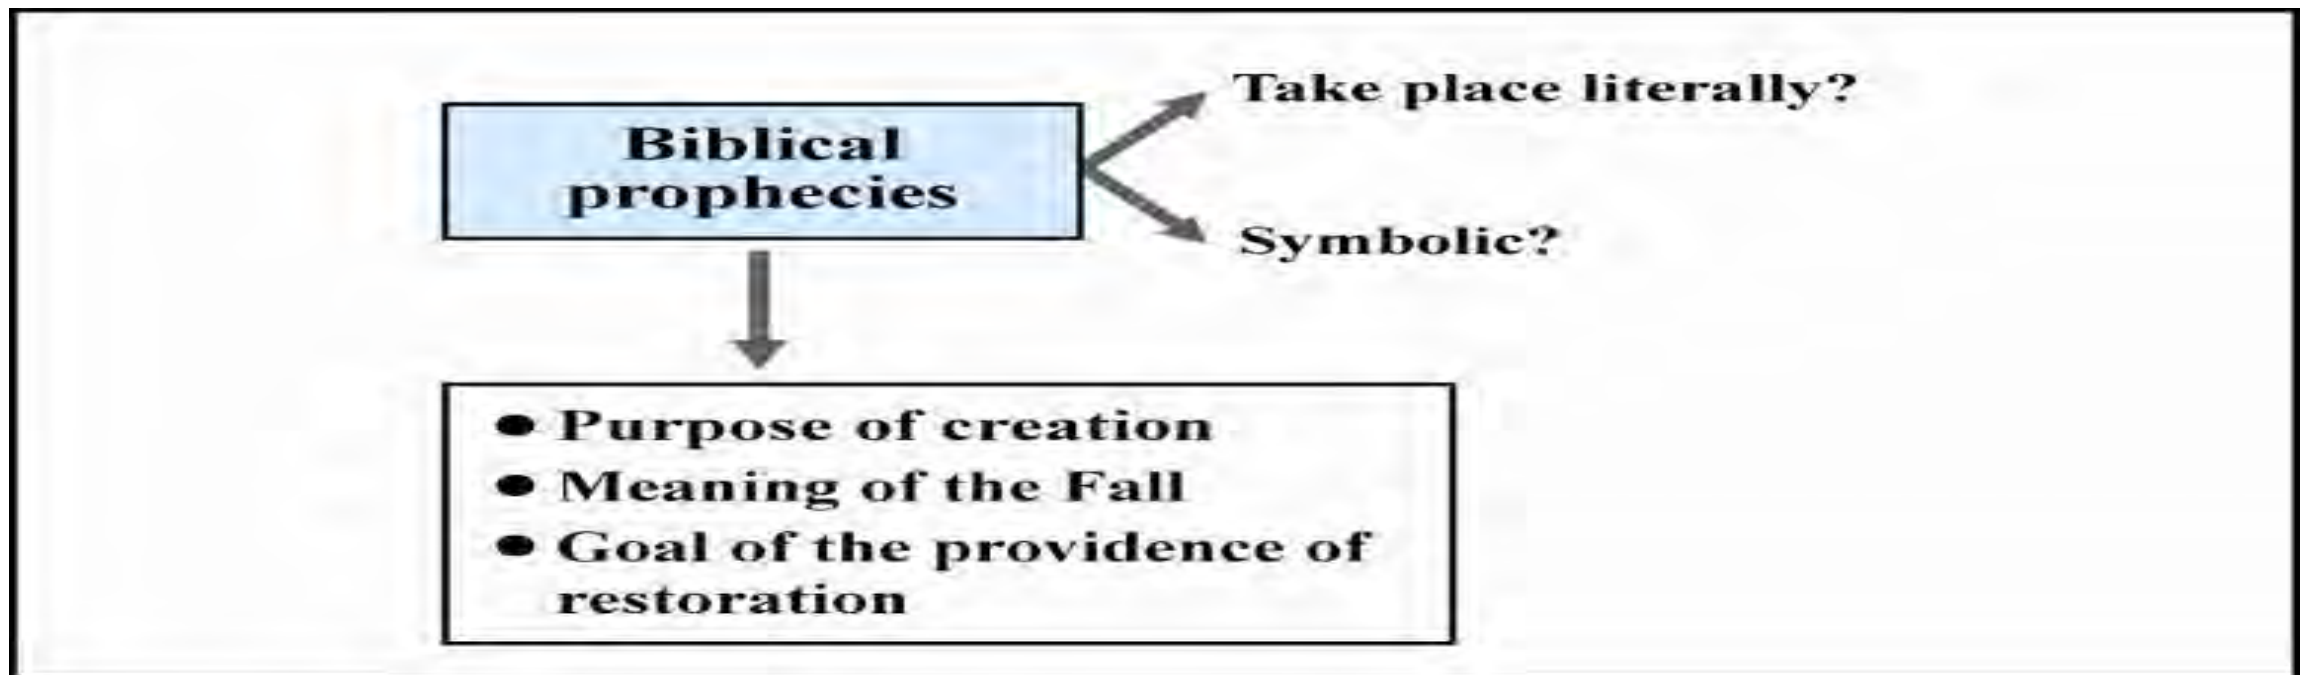 Take place literally?
Biblical
prophecies
Symbolic?
● Purpose of creation
● Meaning of the Fall
● Goal of the providence of
restoration